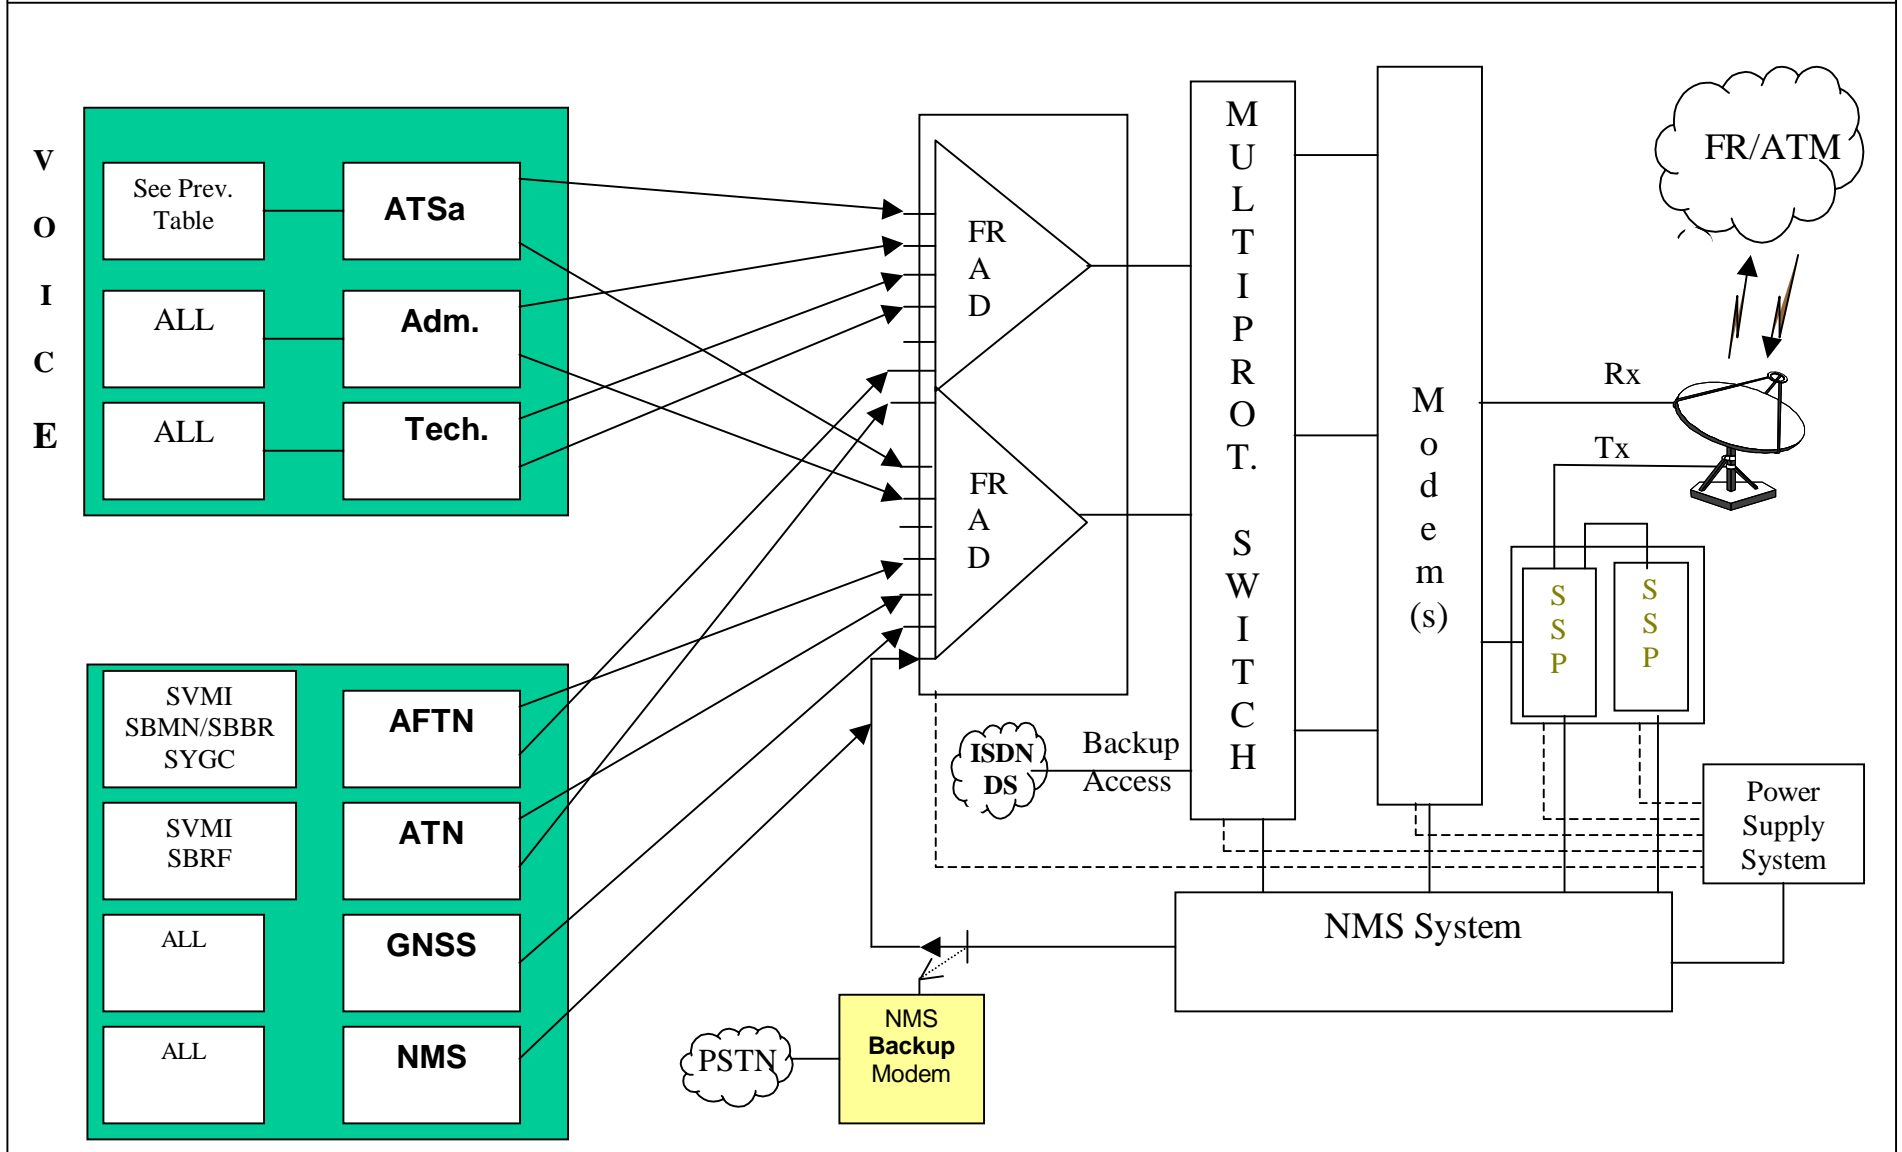 V
O
I
C
E
See Prev.
Table
ATSa
ALL
Adm.
ALL
Tech.
SVMI
SBMN/SBBR
SYGC
AFTN
SVMI
SBRF
ATN
ALL
GNSS
ALL
NMS
FR
A
D
FR
A
D
ISDN
DS
Backup
Access
M
U
L
T
I
P
R
O
T.
S
W
I
T
C
H
M
o
d
e
m
(s)
FR/ATM
Rx
Tx
S
S
P
S
S
P
Power
Supply
System
NMS System
NMS
Backup
Modem
PSTN